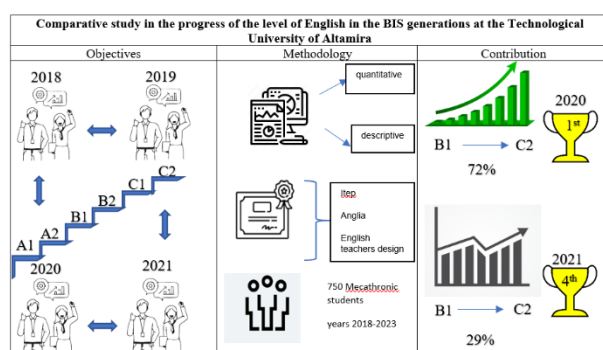 Comparative study in the progress of the level of English in the BIS generations at the Technological
University of Altamira
Objectives
Methodology
Contribution
2018
2019
A1
A2
B1
B2
C1
C2
2020
2021
quantitative
descriptive
Itep
Anglia
English
teachers design
750 Mecathronic
students
years 2018-2023
2020
1st
B1
C2
72%
2021
4th
B1
C2
29%